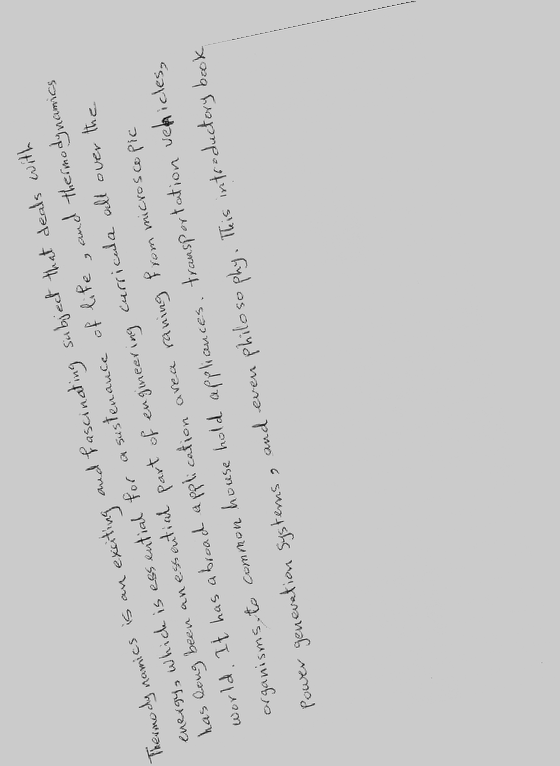 Thermodynamics is an exciting and fascinating subject that deals with
energy, which is essential for a sustenance of life, and thermodynamics
has long been an essential part of engineering curricula all over the
world. It has abroad application area raning from microscopic
organisms, to common house hold appliances. transportation vehicles,
power generation systems, and even philosophy. This introductory book